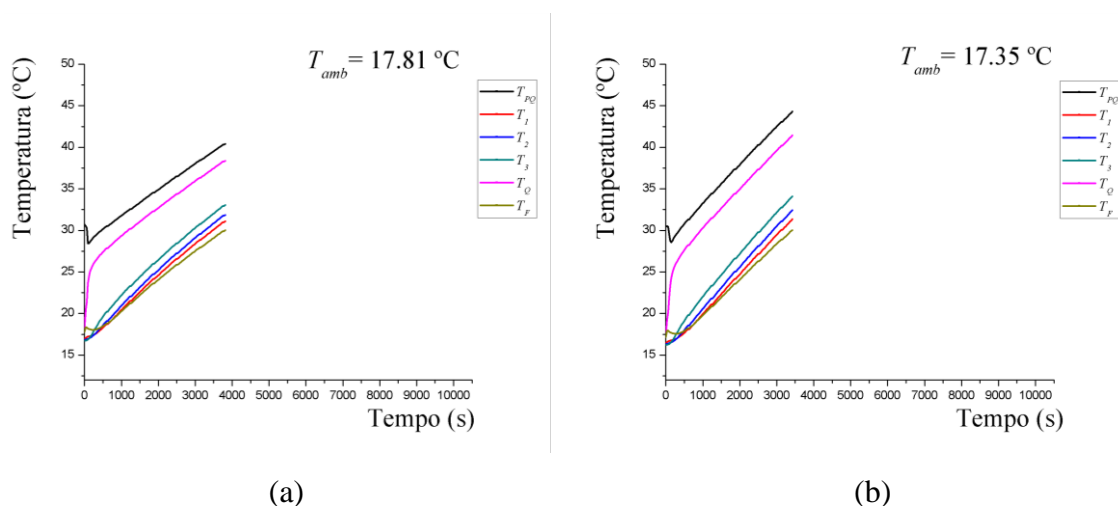 T_amb = 17.81 ºC
Temperatura (ºC)
50
45
40
35
30
25
20
15
0 1000 2000 3000 4000 5000 6000 7000 8000 9000 10000
Tempo (s)
T_PQ
T_1
T_2
T_3
T_Q
T_F
(a)
T_amb = 17.35 ºC
Temperatura (ºC)
50
45
40
35
30
25
20
15
0 1000 2000 3000 4000 5000 6000 7000 8000 9000 10000
Tempo (s)
T_PQ
T_1
T_2
T_3
T_Q
T_F
(b)